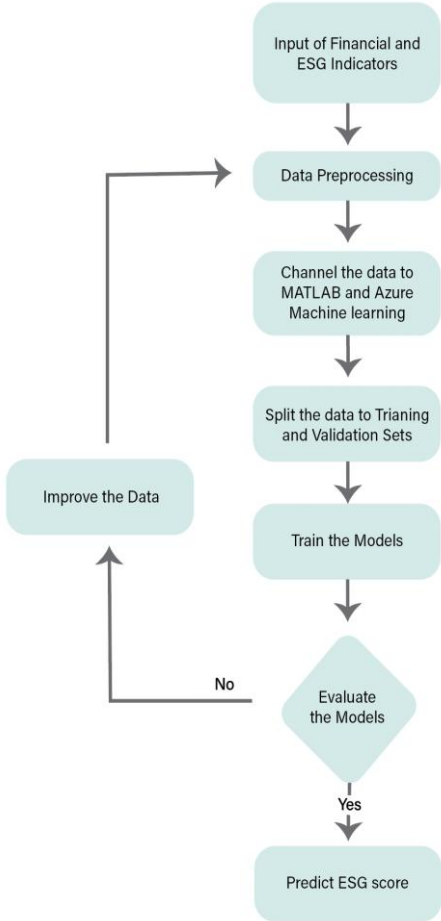 Input of Financial and
ESG Indicators
Data Preprocessing
Channel the data to
MATLAB and Azure
Machine learning
Split the data to Trianing
and Validation Sets
Improve the Data
Train the Models
No
Evaluate
the Models
Yes
Predict ESG score